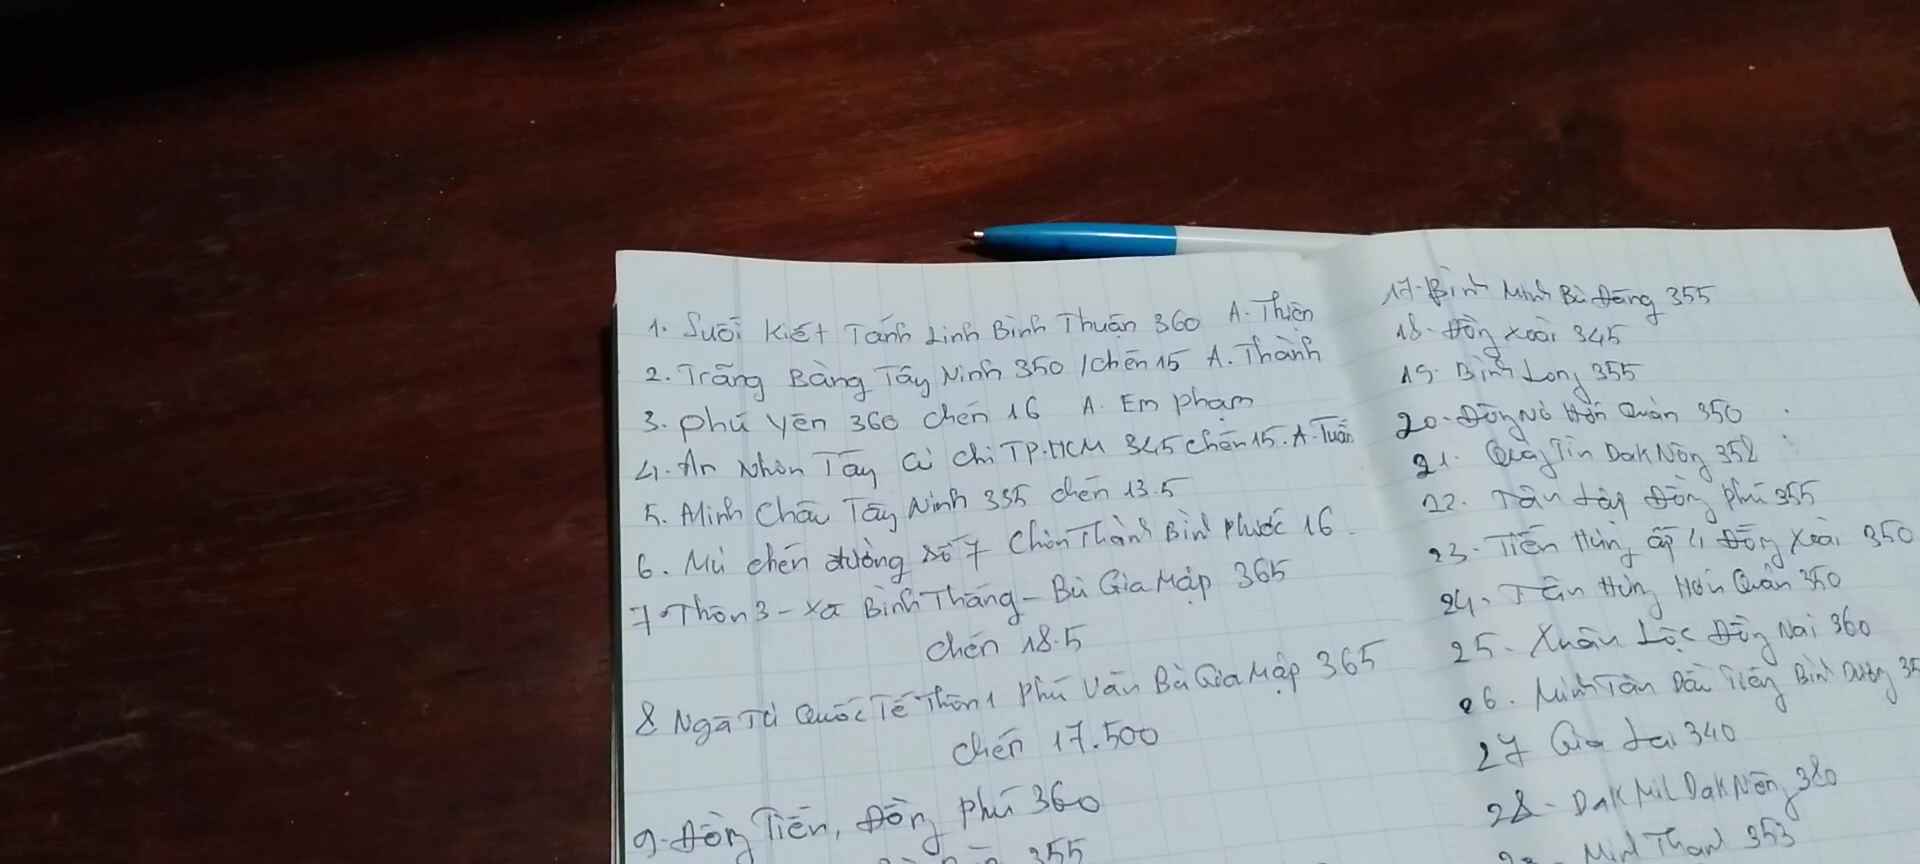 1. Suối Kiết Tánh Linh Bình Thuận 360 A. Thiện
2. Trãng Bàng Tây Ninh 350 / chén 15 A. Thành
3. Phú Yên 360 chén 16 A. Em phạm
4. An Nhơn Tây Củ Chi TP.HCM 345 chén 15. A. Tuấn
5. Minh Châu Tây Ninh 335 chén 13.5
6. Mủ chén đường số 7 Chơn Thành Bình Phước 16
7 Thôn 3 - xã Bình Thắng - Bù Gia Mập 365
chén 18.5
8 Ngã Tư Quốc Tế Thôn 1 Phú Văn Bù Gia Mập 365
chén 17.500
9. Đồng Tiến, Đồng Phú 360
355
17. Bình Minh Bù Đăng 355
18. Đồng Xoài 345
19. Bình Long 355
20. Đồng Nơ Hớn Quản 350
21. Quảng Tín Dak Nông 352
22. Tân Lập Đồng Phú 355
23. Tiến Hưng ấp 4 Đồng Xoài 350
24. Tân Hưng Hớn Quản 350
25. Xuân Lộc Đồng Nai 360
26. Minh Tân Dầu Tiếng Bình Dương
27 Gia Lai 340
28. Dak Mil Dak Nông 320
Minh Thạnh 353